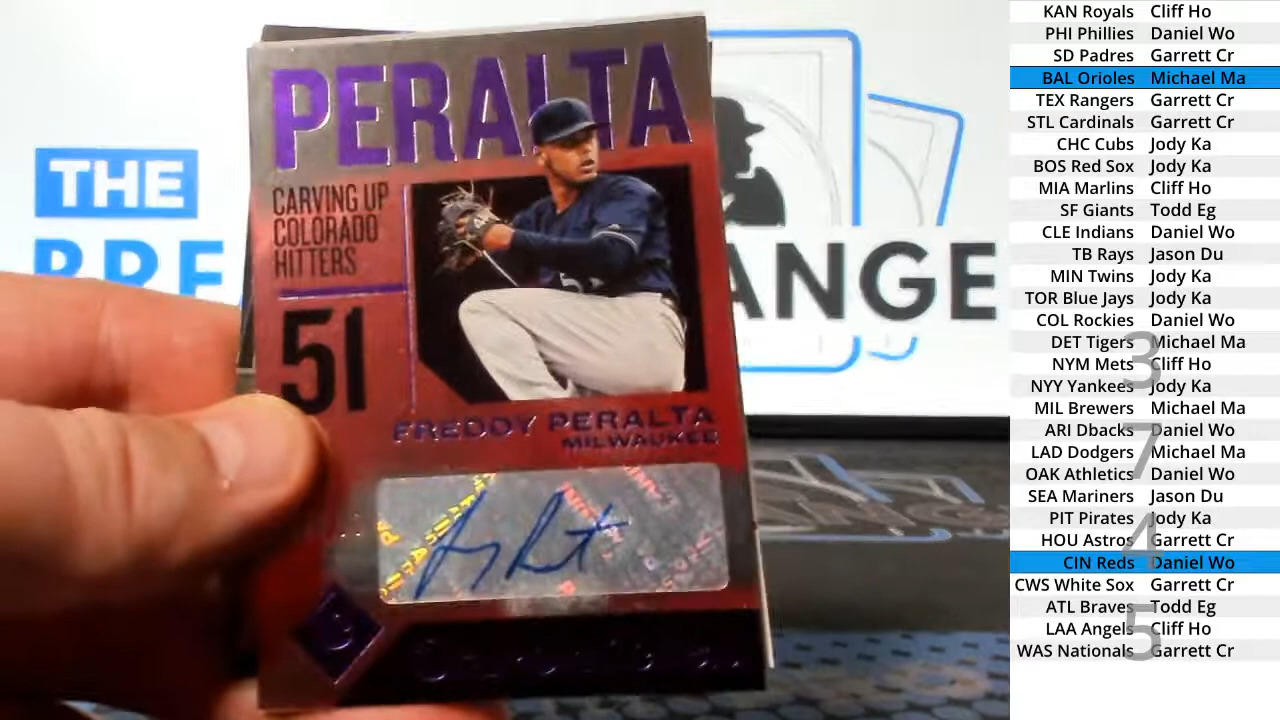 PERALTA
CARVING UP
COLORADO
HITTERS
51
FREDDY PERALTA
MILWAUKEE
THE
ANGE
KAN Royals Cliff Ho
PHI Phillies Daniel Wo
SD Padres Garrett Cr
BAL Orioles Michael Ma
TEX Rangers Garrett Cr
STL Cardinals Garrett Cr
CHC Cubs Jody Ka
BOS Red Sox Jody Ka
MIA Marlins Cliff Ho
SF Giants Todd Eg
CLE Indians Daniel Wo
TB Rays Jason Du
MIN Twins Jody Ka
TOR Blue Jays Jody Ka
COL Rockies Daniel Wo
DET Tigers Michael Ma
NYM Mets Cliff Ho
NYY Yankees Jody Ka
MIL Brewers Michael Ma
ARI Dbacks Daniel Wo
LAD Dodgers Michael Ma
OAK Athletics Daniel Wo
SEA Mariners Jason Du
PIT Pirates Jody Ka
HOU Astros Garrett Cr
CIN Reds Daniel Wo
CWS White Sox Garrett Cr
ATL Braves Todd Eg
LAA Angels Cliff Ho
WAS Nationals Garrett Cr
3
7
4
5